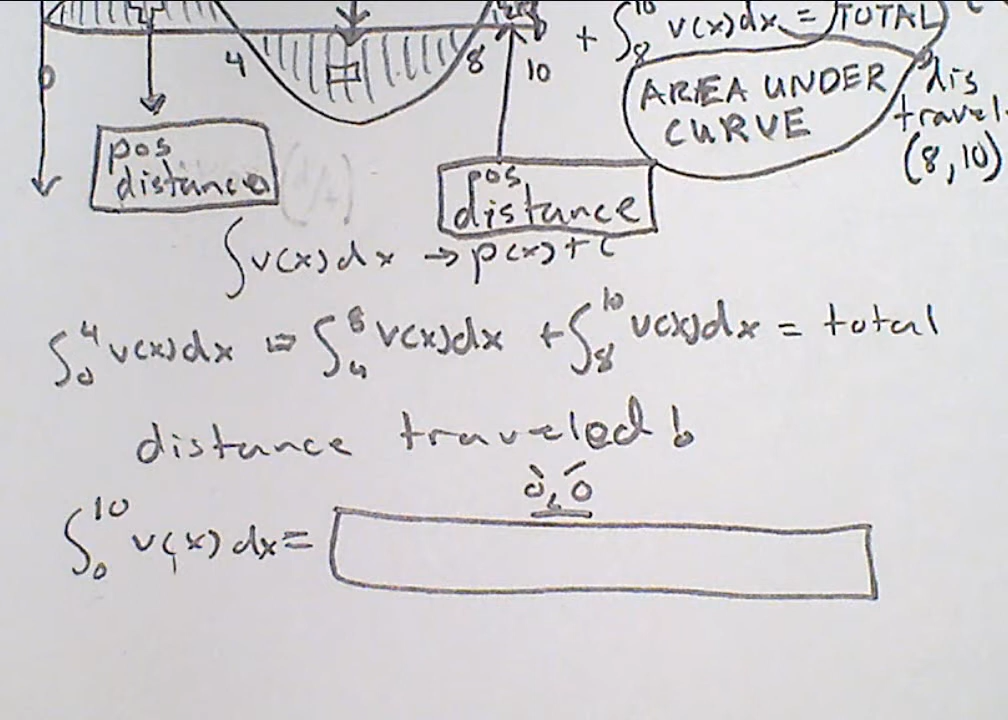 4 8 10
+ ∫₈¹⁰ v(x)dx = TOTAL
AREA UNDER
CURVE
dis
travel
(8,10)
pos
distance
pos
distance
∫v(x)dx → p(x)+C
∫₀⁴ v(x)dx - ∫₄⁸ v(x)dx + ∫₈¹⁰ v(x)dx = total
distance traveled!
∫₀¹⁰ v(x)dx =